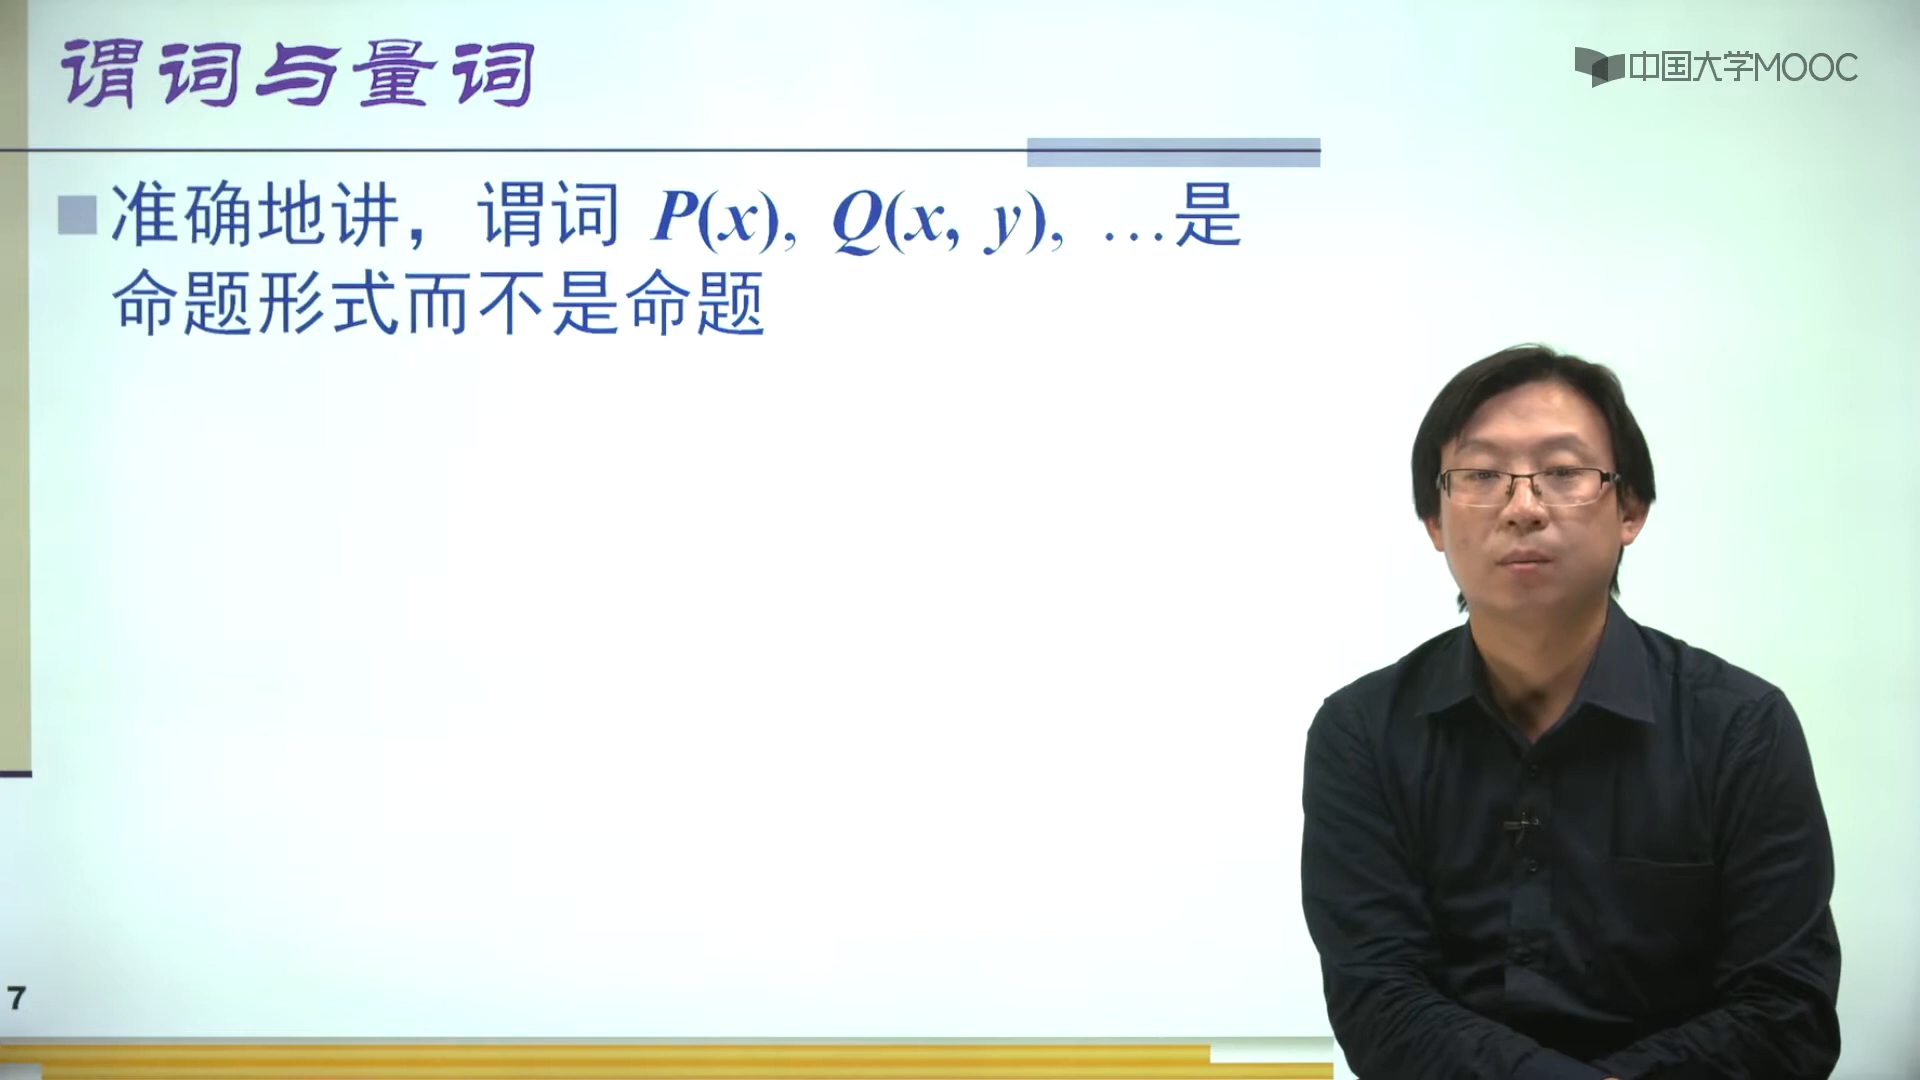 谓词与量词
中国大学MOOC
准确地讲，谓词 P(x), Q(x, y), …是
命题形式而不是命题
7